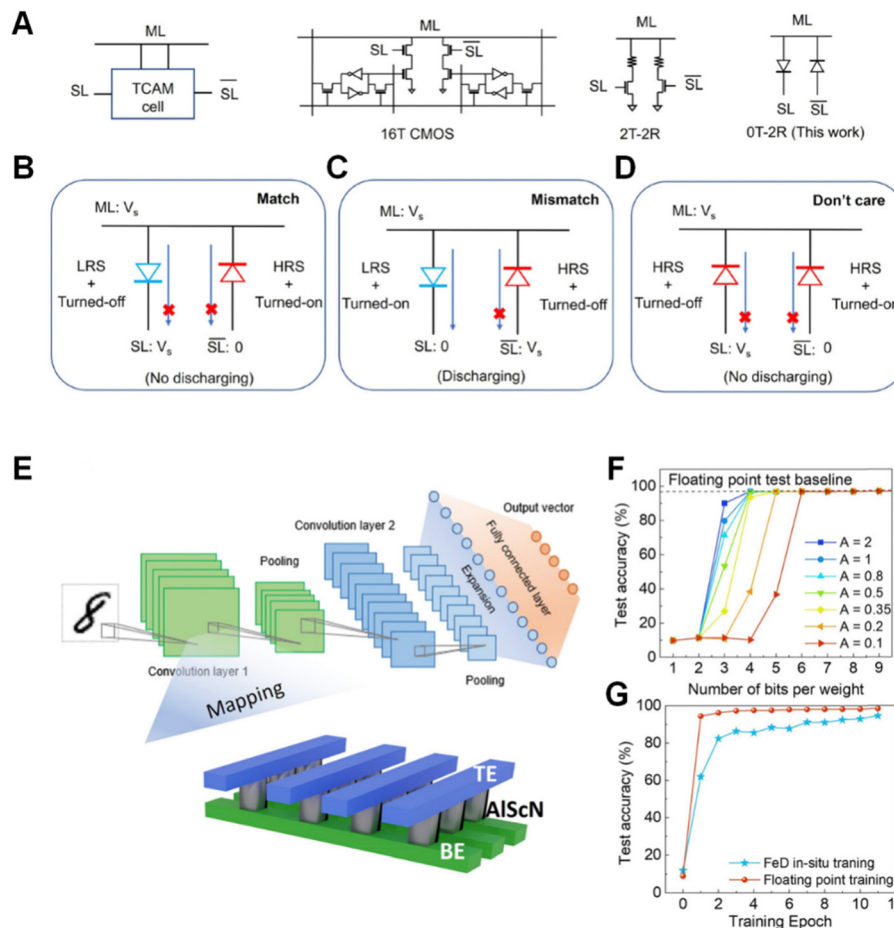 A
ML
SL
TCAM
cell
SL
ML
SL
SL
16T CMOS
ML
SL
2T-2R
ML
SL
SL
0T-2R (This work)
B
Match
ML: Vs
LRS
+
Turned-off
HRS
+
Turned-on
SL: Vs
SL: 0
(No discharging)
C
Mismatch
ML: Vs
LRS
+
Turned-on
HRS
+
Turned-off
SL: 0
SL: Vs
(Discharging)
D
Don't care
ML: Vs
HRS
+
Turned-off
HRS
+
Turned-on
SL: Vs
SL: 0
(No discharging)
E
Convolution layer 1
Pooling
Convolution layer 2
Pooling
Expansion
Fully connected layer
Output vector
8
Mapping
TE
AlScN
BE
F
Floating point test baseline
Test accuracy (%)
100
80
60
40
20
0
A = 2
A = 1
A = 0.8
A = 0.5
A = 0.35
A = 0.2
A = 0.1
1 2 3 4 5 6 7 8 9
Number of bits per weight
G
Test accuracy (%)
100
80
60
40
20
0
FeD in-situ traning
Floating point training
0 2 4 6 8 10 1
Training Epoch